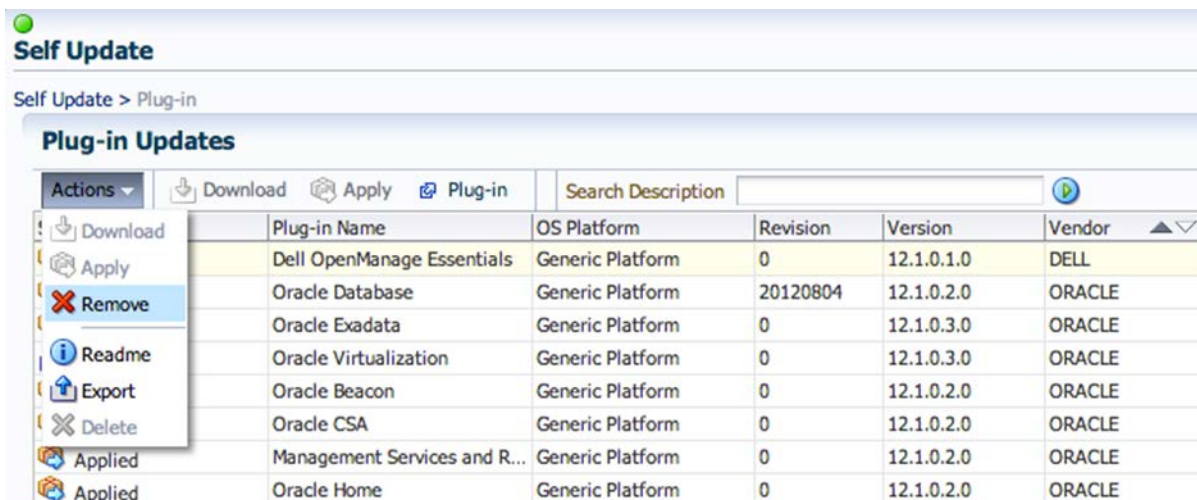 Self Update
Self Update > Plug-in
Plug-in Updates
Actions Download Apply Plug-in Search Description
Plug-in Name OS Platform Revision Version Vendor
Download
Apply
Remove
Readme
Export
Delete
Dell OpenManage Essentials Generic Platform 0 12.1.0.1.0 DELL
Oracle Database Generic Platform 20120804 12.1.0.2.0 ORACLE
Oracle Exadata Generic Platform 0 12.1.0.3.0 ORACLE
Oracle Virtualization Generic Platform 0 12.1.0.3.0 ORACLE
Oracle Beacon Generic Platform 0 12.1.0.2.0 ORACLE
Oracle CSA Generic Platform 0 12.1.0.2.0 ORACLE
Applied Management Services and R... Generic Platform 0 12.1.0.2.0 ORACLE
Applied Oracle Home Generic Platform 0 12.1.0.2.0 ORACLE